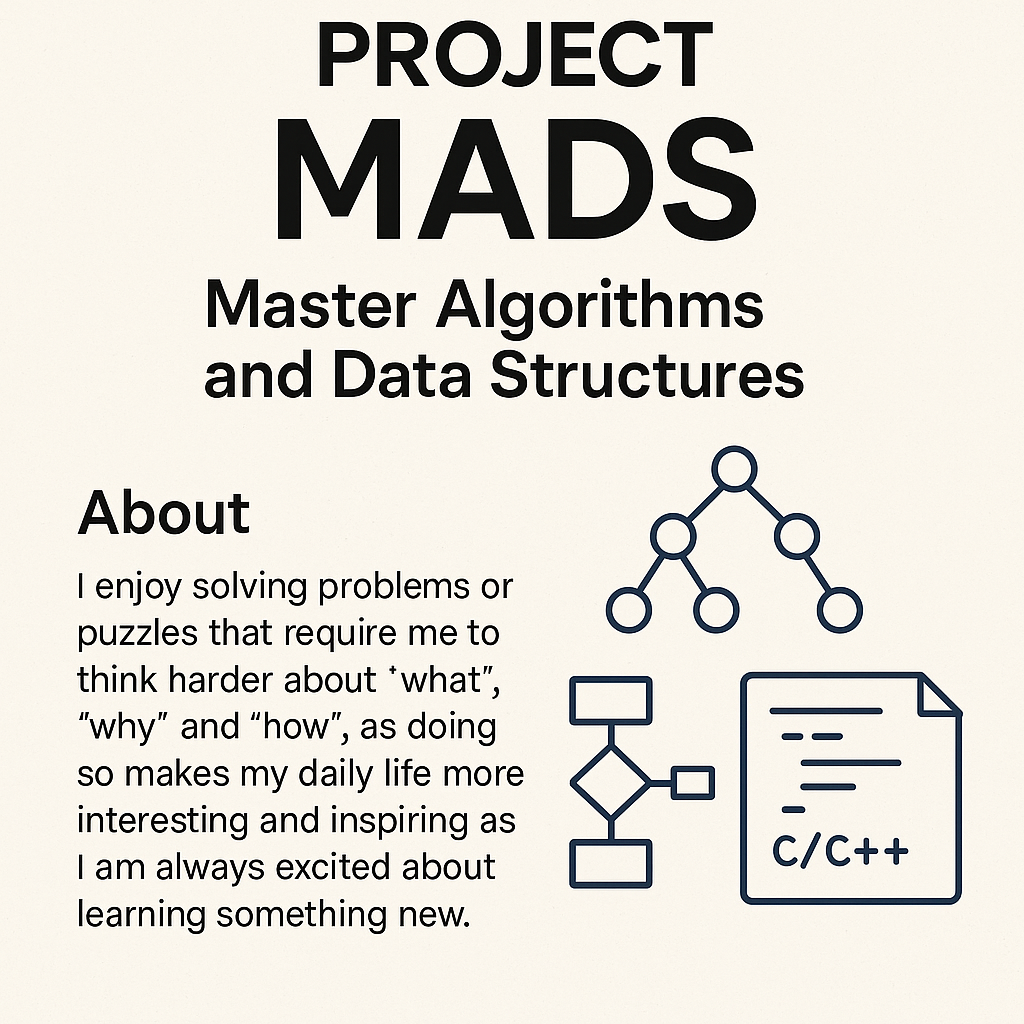 PROJECT
MADS
Master Algorithms
and Data Structures
About
I enjoy solving problems or
puzzles that require me to
think harder about “what”,
“why” and “how”, as doing
so makes my daily life more
interesting and inspiring as
I am always excited about
learning something new.
C/C++